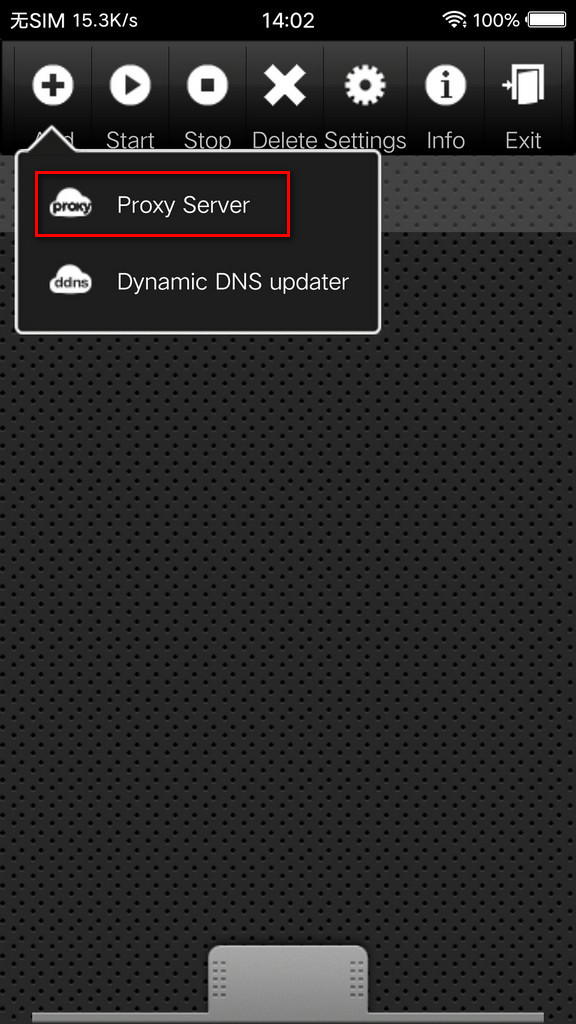 无SIM 15.3K/s 14:02 100%
Add Start Stop Delete Settings Info Exit
proxy Proxy Server
ddns Dynamic DNS updater